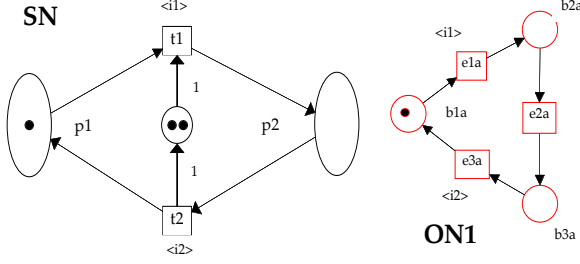 SN
<i1>
t1
1
p1
p2
1
t2
<i2>
b2a
<i1>
e1a
b1a
e2a
e3a
<i2>
b3a
ON1